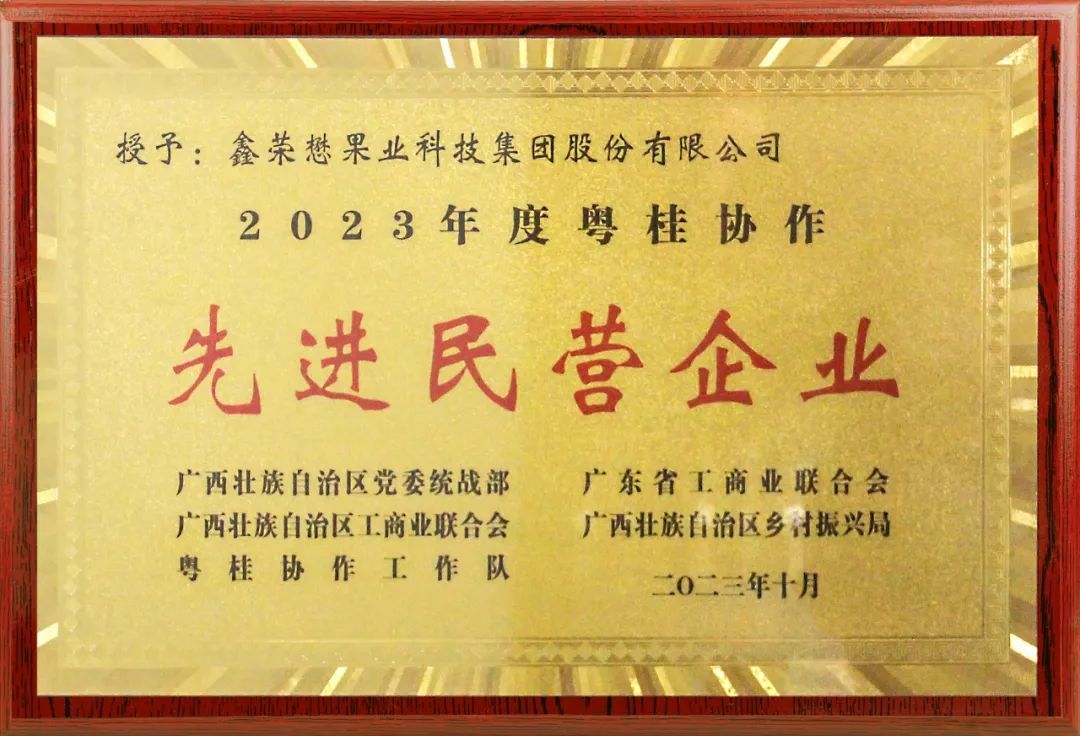 授予：鑫荣懋果业科技集团股份有限公司
2023年度粤桂协作
先进民营企业
广西壮族自治区党委统战部
广东省工商业联合会
广西壮族自治区工商业联合会
广西壮族自治区乡村振兴局
粤桂协作工作队
二〇二三年十月